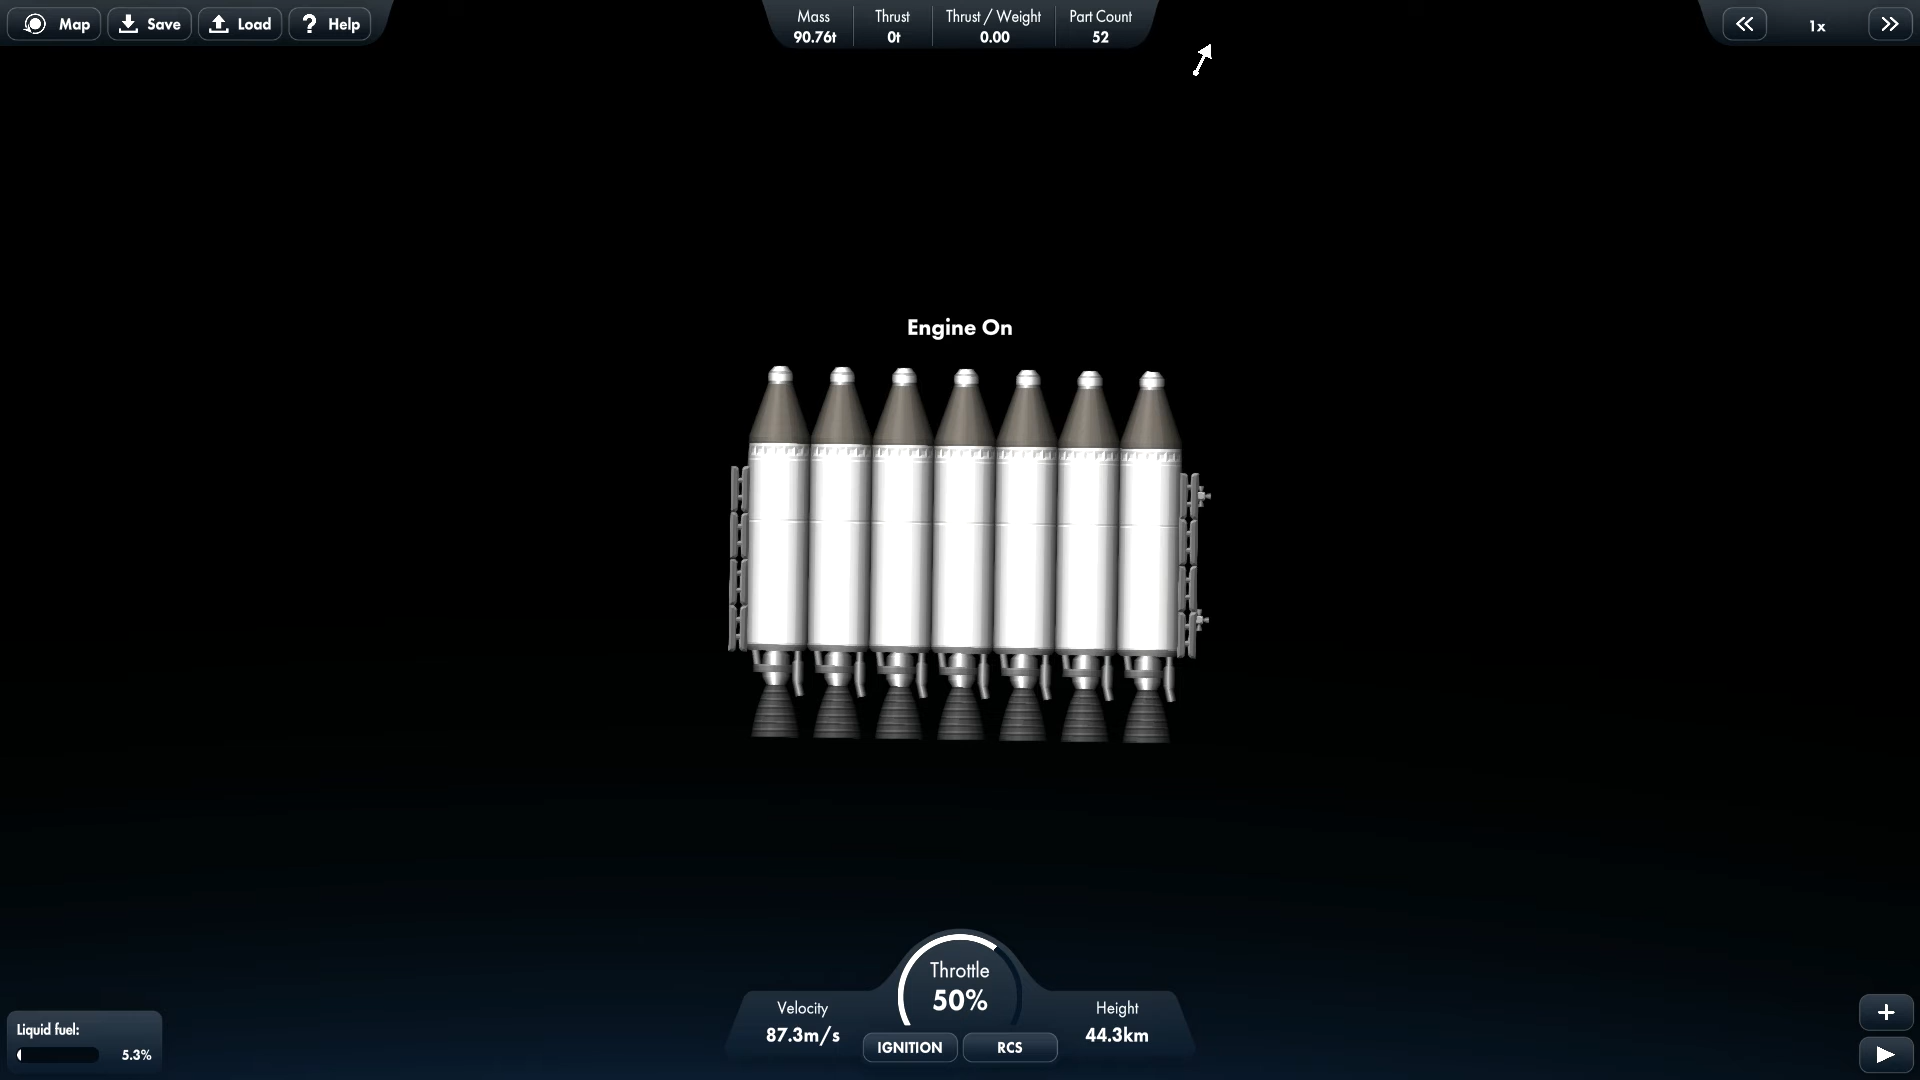 Map Save Load ? Help
Mass Thrust Thrust / Weight Part Count
90.76t 0t 0.00 52
1x
Engine On
Throttle
50%
Velocity Height
87.3m/s 44.3km
IGNITION RCS
Liquid fuel:
5.3%